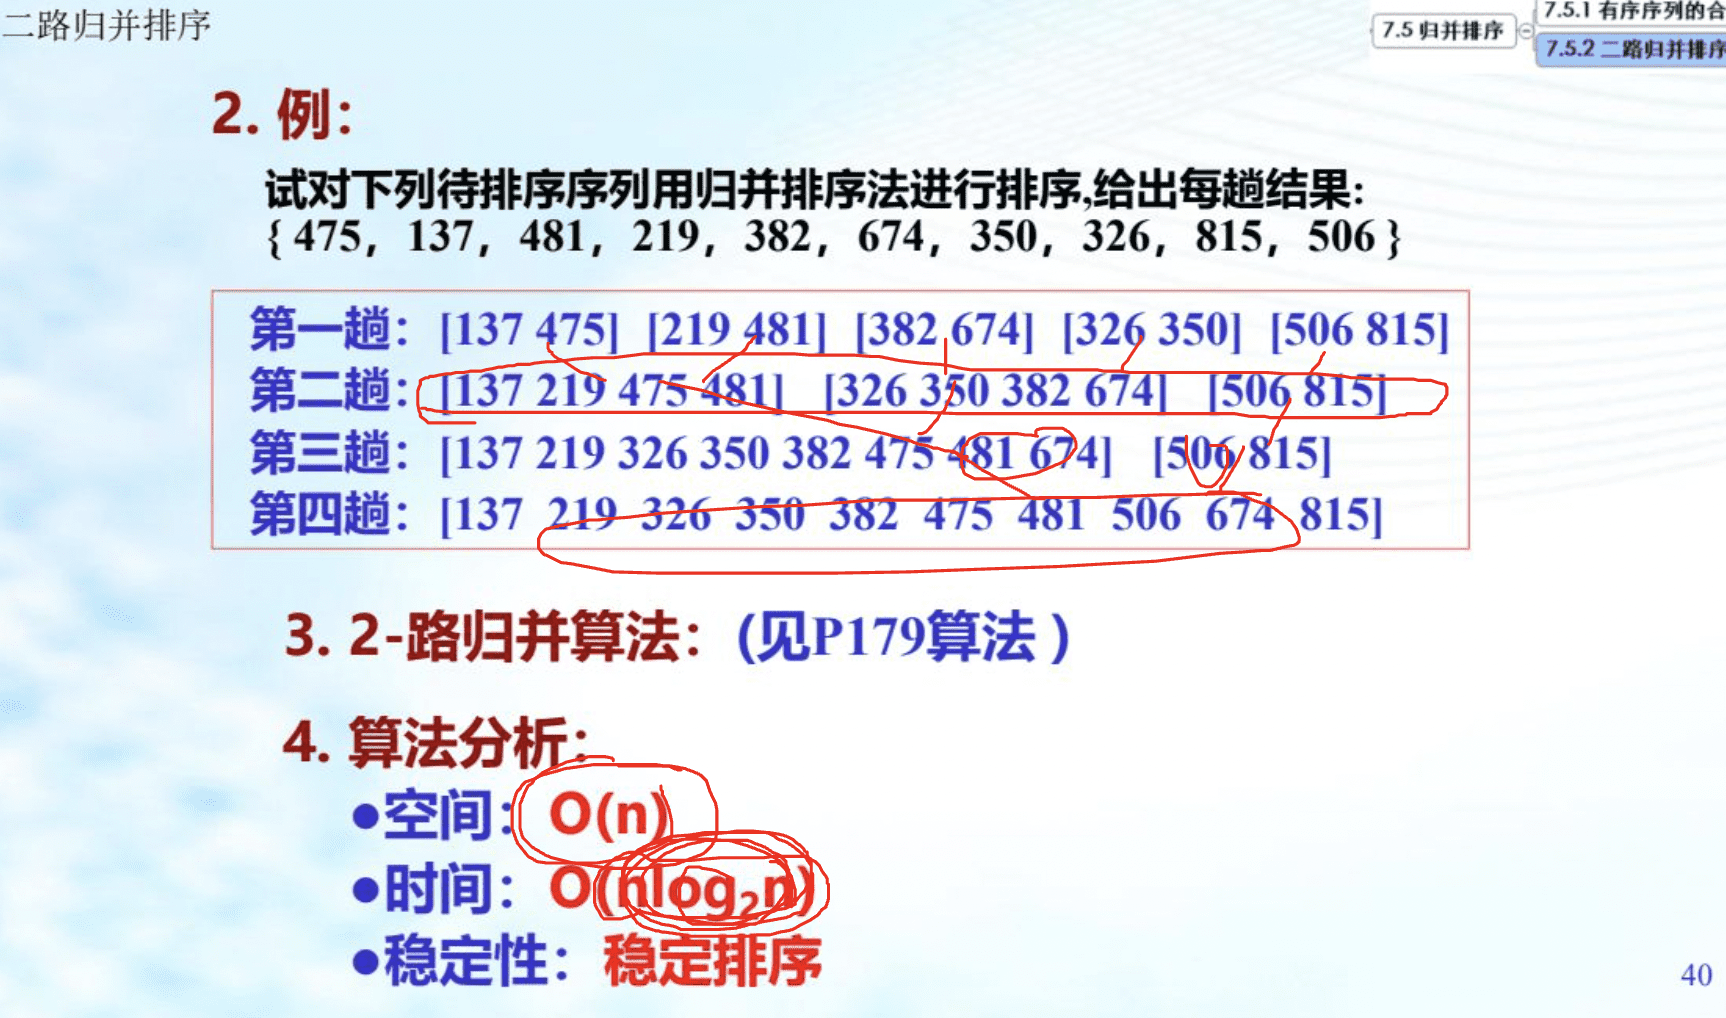 二路归并排序
7.5 归并排序
7.5.1 有序序列的合
7.5.2 二路归并排序
2. 例：
试对下列待排序序列用归并排序法进行排序,给出每趟结果:
{ 475，137，481，219，382，674，350，326，815，506 }
第一趟：[137 475] [219 481] [382 674] [326 350] [506 815]
第二趟：[137 219 475 481] [326 350 382 674] [506 815]
第三趟：[137 219 326 350 382 475 481 674] [506 815]
第四趟：[137 219 326 350 382 475 481 506 674 815]
3. 2-路归并算法：(见P179算法 )
4. 算法分析：
●空间：O(n)
●时间：O(nlog₂n)
●稳定性：稳定排序
40